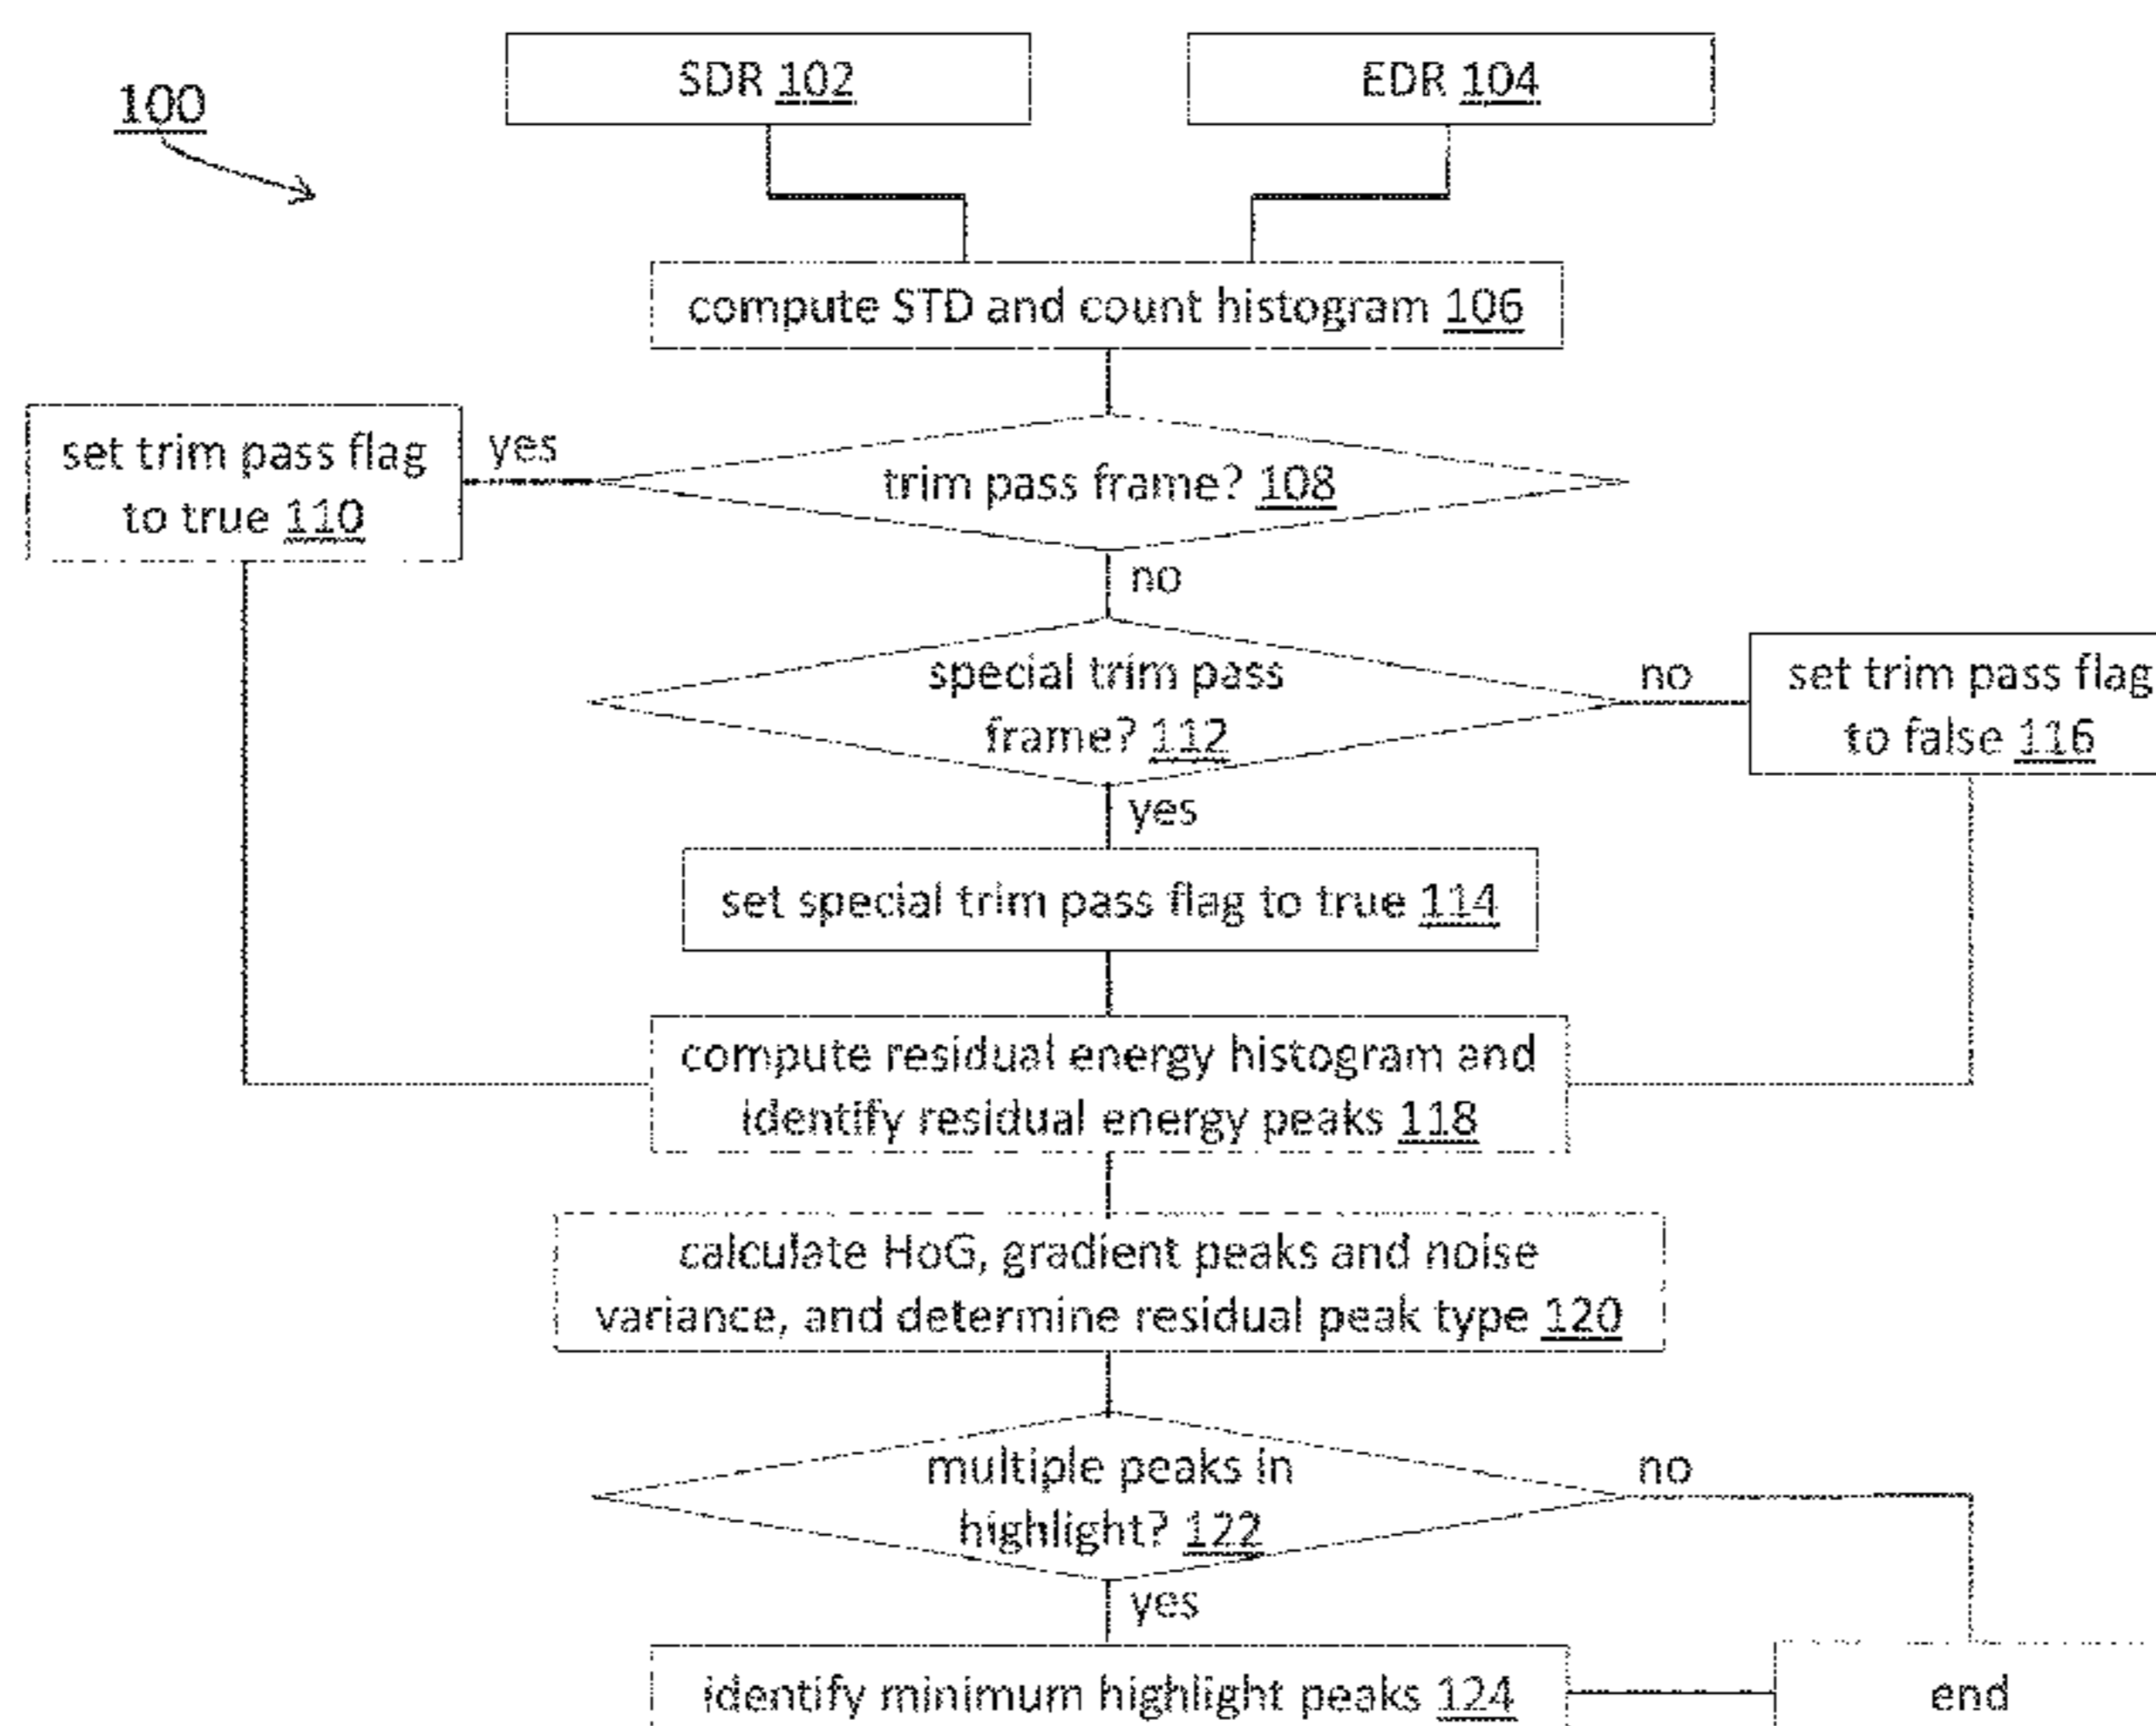 100
SDR 102
EDR 104
compute STD and count histogram 106
set trim pass flag
to true 110
yes
trim pass frame? 108
no
special trim pass
frame? 112
no
set trim pass flag
to false 116
yes
set special trim pass flag to true 114
compute residual energy histogram and
identify residual energy peaks 118
calculate HoG, gradient peaks and noise
variance, and determine residual peak type 120
multiple peaks in
highlight? 122
no
yes
identify minimum highlight peaks 124
end